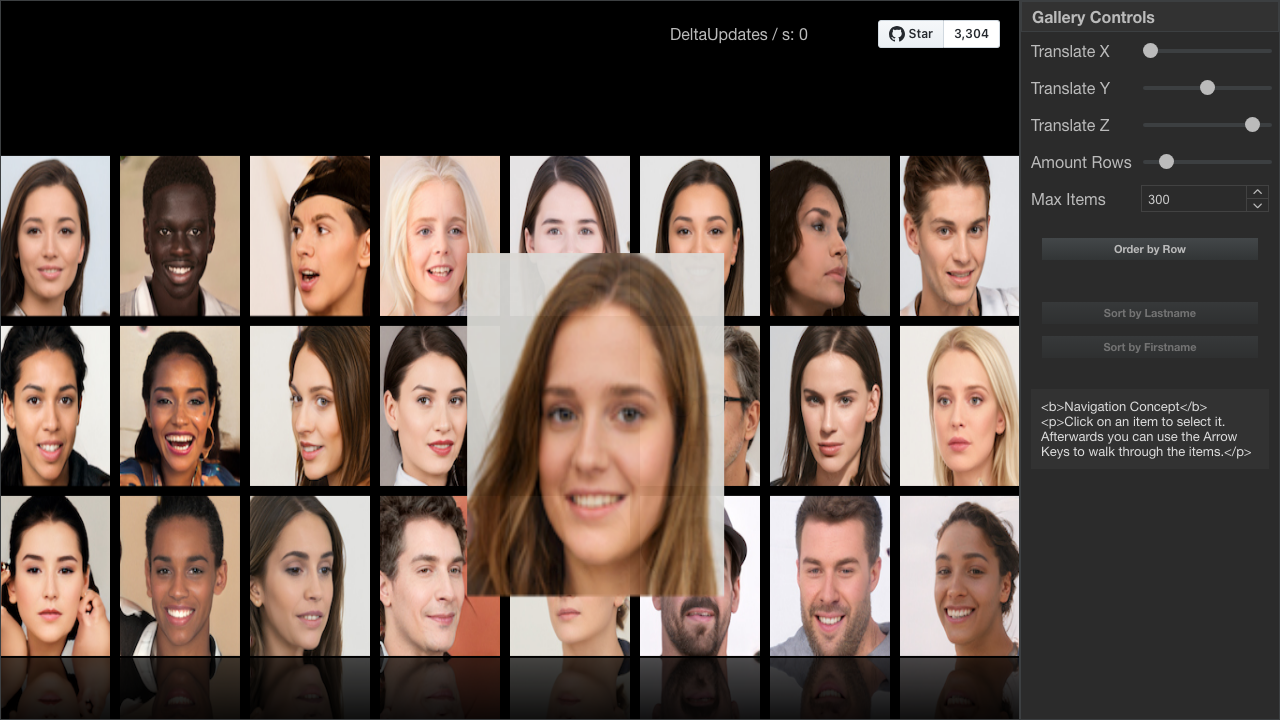 DeltaUpdates / s: 0
Star
3,304
Gallery Controls
Translate X
Translate Y
Translate Z
Amount Rows
Max Items
300
Order by Row
Sort by Lastname
Sort by Firstname
<b>Navigation Concept</b>
<p>Click on an item to select it.
Afterwards you can use the Arrow
Keys to walk through the items.</p>